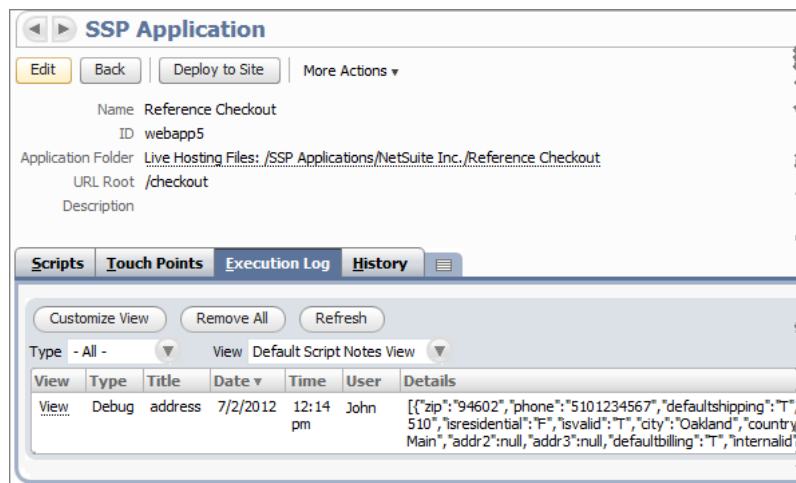 SSP Application
Edit Back Deploy to Site More Actions
Name Reference Checkout
ID webapp5
Application Folder Live Hosting Files: /SSP Applications/NetSuite Inc./Reference Checkout
URL Root /checkout
Description
Scripts Touch Points Execution Log History
Customize View Remove All Refresh
Type - All - View Default Script Notes View
View Type Title Date Time User Details
View Debug address 7/2/2012 12:14 John [{"zip":"94602","phone":"5101234567","defaultshipping":"T",
pm 510","isresidential":"F","isvalid":"T","city":"Oakland","country
Main","addr2":null,"addr3":null,"defaultbilling":"T","internalid"